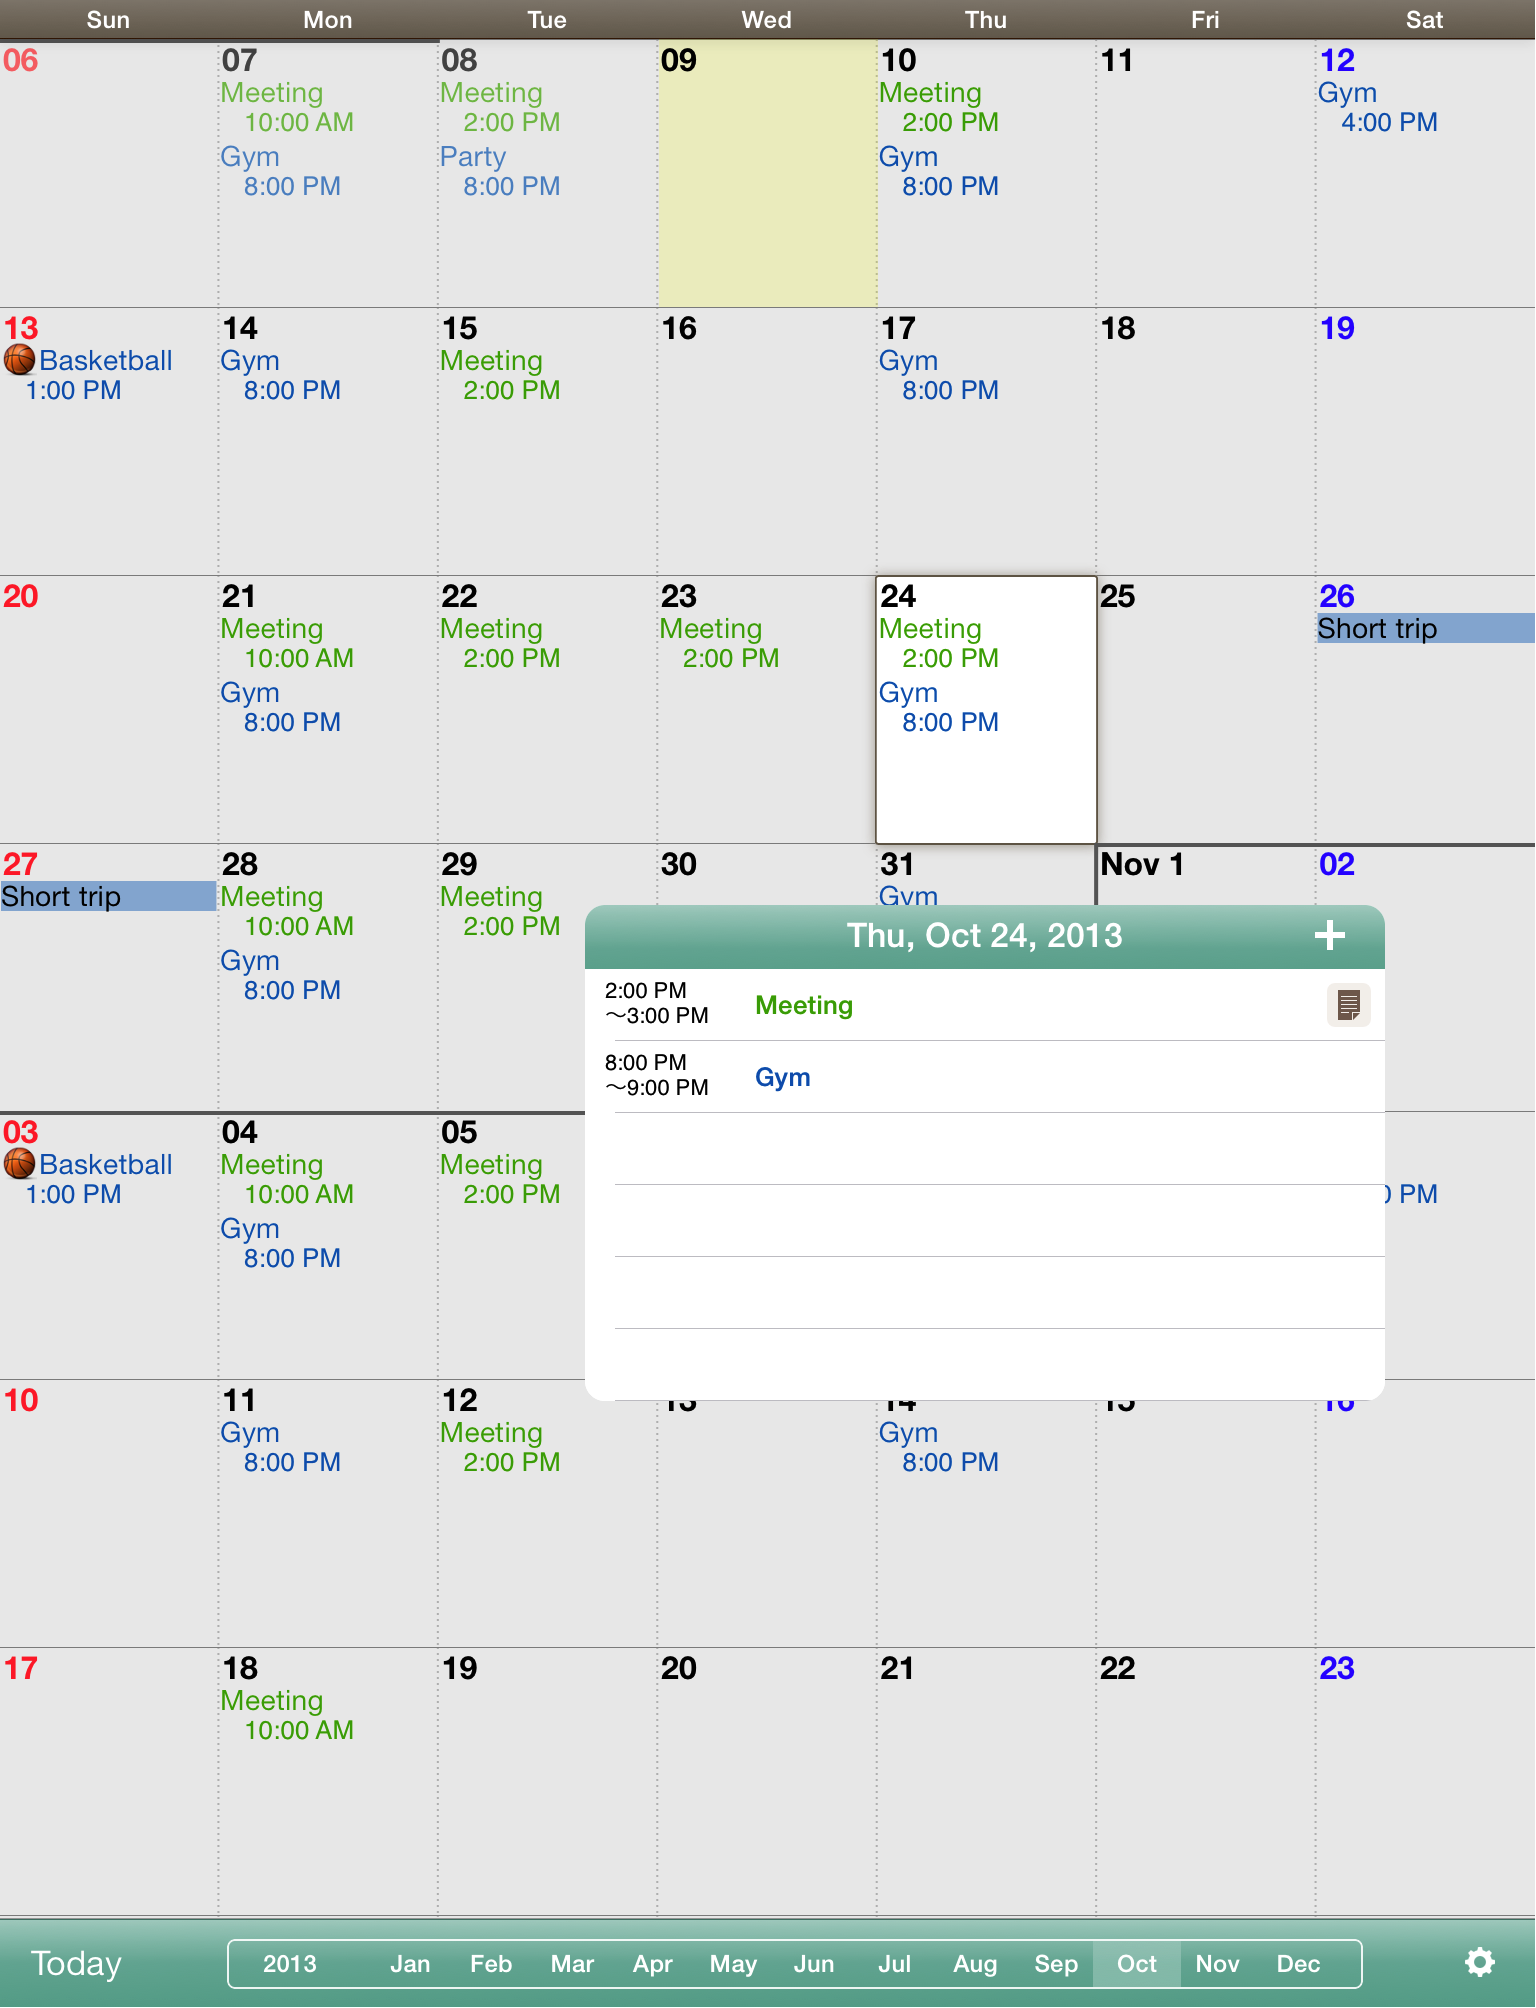 Sun Mon Tue Wed Thu Fri Sat
06 07 08 09 10 11 12
Meeting Meeting Meeting Gym
10:00 AM 2:00 PM 2:00 PM 4:00 PM
Gym Party Gym
8:00 PM 8:00 PM 8:00 PM
13 14 15 16 17 18 19
Basketball Gym Meeting Gym
1:00 PM 8:00 PM 2:00 PM 8:00 PM
20 21 22 23 24 25 26
Meeting Meeting Meeting Meeting Short trip
10:00 AM 2:00 PM 2:00 PM 2:00 PM
Gym Gym
8:00 PM 8:00 PM
27 28 29 30 31 Nov 1 02
Short trip Meeting Meeting Gym
10:00 AM 2:00 PM
Gym
8:00 PM
Thu, Oct 24, 2013 +
2:00 PM
~3:00 PM Meeting
8:00 PM
~9:00 PM Gym
03 04 05
Basketball Meeting Meeting
1:00 PM 10:00 AM 2:00 PM PM
Gym
8:00 PM
10 11 12 13 14 15 16
Gym Meeting Gym
8:00 PM 2:00 PM 8:00 PM
17 18 19 20 21 22 23
Meeting
10:00 AM
Today 2013 Jan Feb Mar Apr May Jun Jul Aug Sep Oct Nov Dec